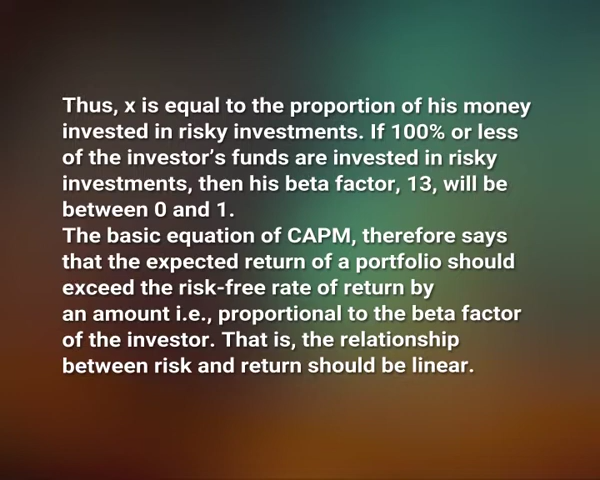 Thus, x is equal to the proportion of his money
invested in risky investments. If 100% or less
of the investor's funds are invested in risky
investments, then his beta factor, 13, will be
between 0 and 1.
The basic equation of CAPM, therefore says
that the expected return of a portfolio should
exceed the risk-free rate of return by
an amount i.e., proportional to the beta factor
of the investor. That is, the relationship
between risk and return should be linear.